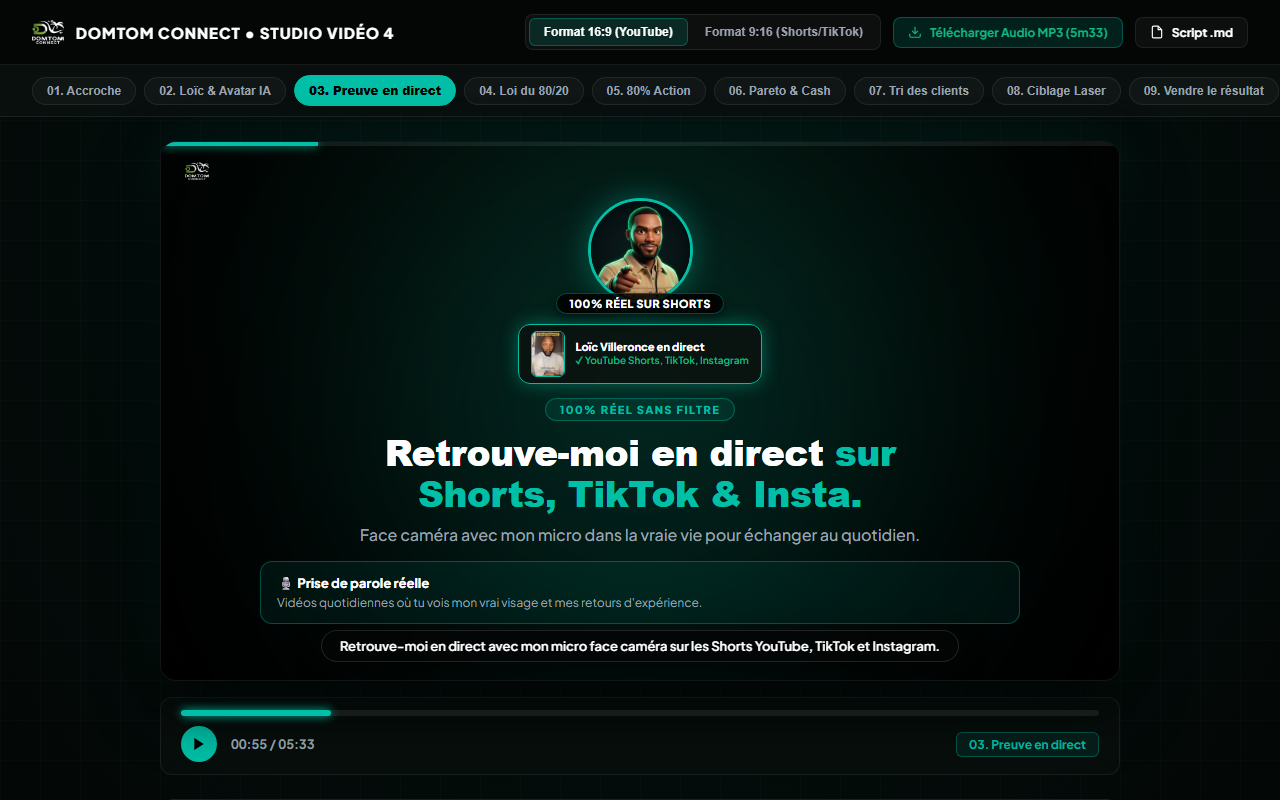 DOMTOM
CONNECT
DOMTOM CONNECT ● STUDIO VIDÉO 4
Format 16:9 (YouTube)
Format 9:16 (Shorts/TikTok)
Télécharger Audio MP3 (5m33)
Script .md
01. Accroche
02. Loïc & Avatar IA
03. Preuve en direct
04. Loi du 80/20
05. 80% Action
06. Pareto & Cash
07. Tri des clients
08. Ciblage Laser
09. Vendre le résultat
DOMTOM
100% RÉEL SUR SHORTS
Loïc Villeronce en direct
✓ YouTube Shorts, TikTok, Instagram
100% RÉEL SANS FILTRE
Retrouve-moi en direct sur
Shorts, TikTok & Insta.
Face caméra avec mon micro dans la vraie vie pour échanger au quotidien.
🎙️ Prise de parole réelle
Vidéos quotidiennes où tu vois mon vrai visage et mes retours d'expérience.
Retrouve-moi en direct avec mon micro face caméra sur les Shorts YouTube, TikTok et Instagram.
00:55 / 05:33
03. Preuve en direct